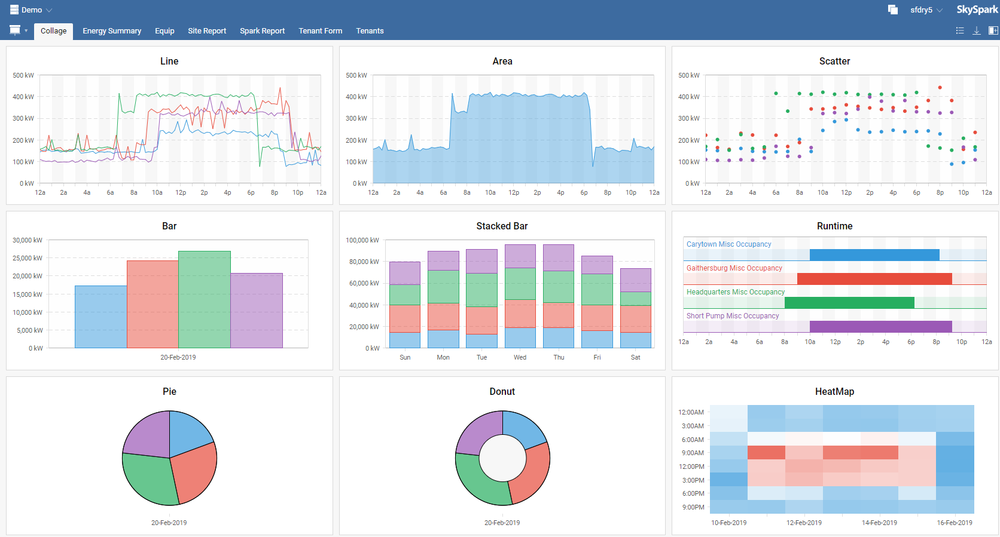 Demo
sfdry5
SkySpark
Collage
Energy Summary
Equip
Site Report
Spark Report
Tenant Form
Tenants
Line
500 kW
400 kW
300 kW
200 kW
100 kW
0 kW
12a 2a 4a 6a 8a 10a 12p 2p 4p 6p 8p 10p 12a
Area
500 kW
400 kW
300 kW
200 kW
100 kW
0 kW
12a 2a 4a 6a 8a 10a 12p 2p 4p 6p 8p 10p 12a
Scatter
500 kW
400 kW
300 kW
200 kW
100 kW
0 kW
12a 2a 4a 6a 8a 10a 12p 2p 4p 6p 8p 10p 12a
Bar
30,000 kW
25,000 kW
20,000 kW
15,000 kW
10,000 kW
5,000 kW
0 kW
20-Feb-2019
Stacked Bar
100,000 kW
80,000 kW
60,000 kW
40,000 kW
20,000 kW
0 kW
Sun Mon Tue Wed Thu Fri Sat
Runtime
Carytown Misc Occupancy
Gaithersburg Misc Occupancy
Headquarters Misc Occupancy
Short Pump Misc Occupancy
12a 2a 4a 6a 8a 10a 12p 2p 4p 6p 8p 10p 12a
Pie
20-Feb-2019
Donut
20-Feb-2019
HeatMap
12:00AM
3:00AM
6:00AM
9:00AM
12:00PM
3:00PM
6:00PM
9:00PM
10-Feb-2019 12-Feb-2019 14-Feb-2019 16-Feb-2019